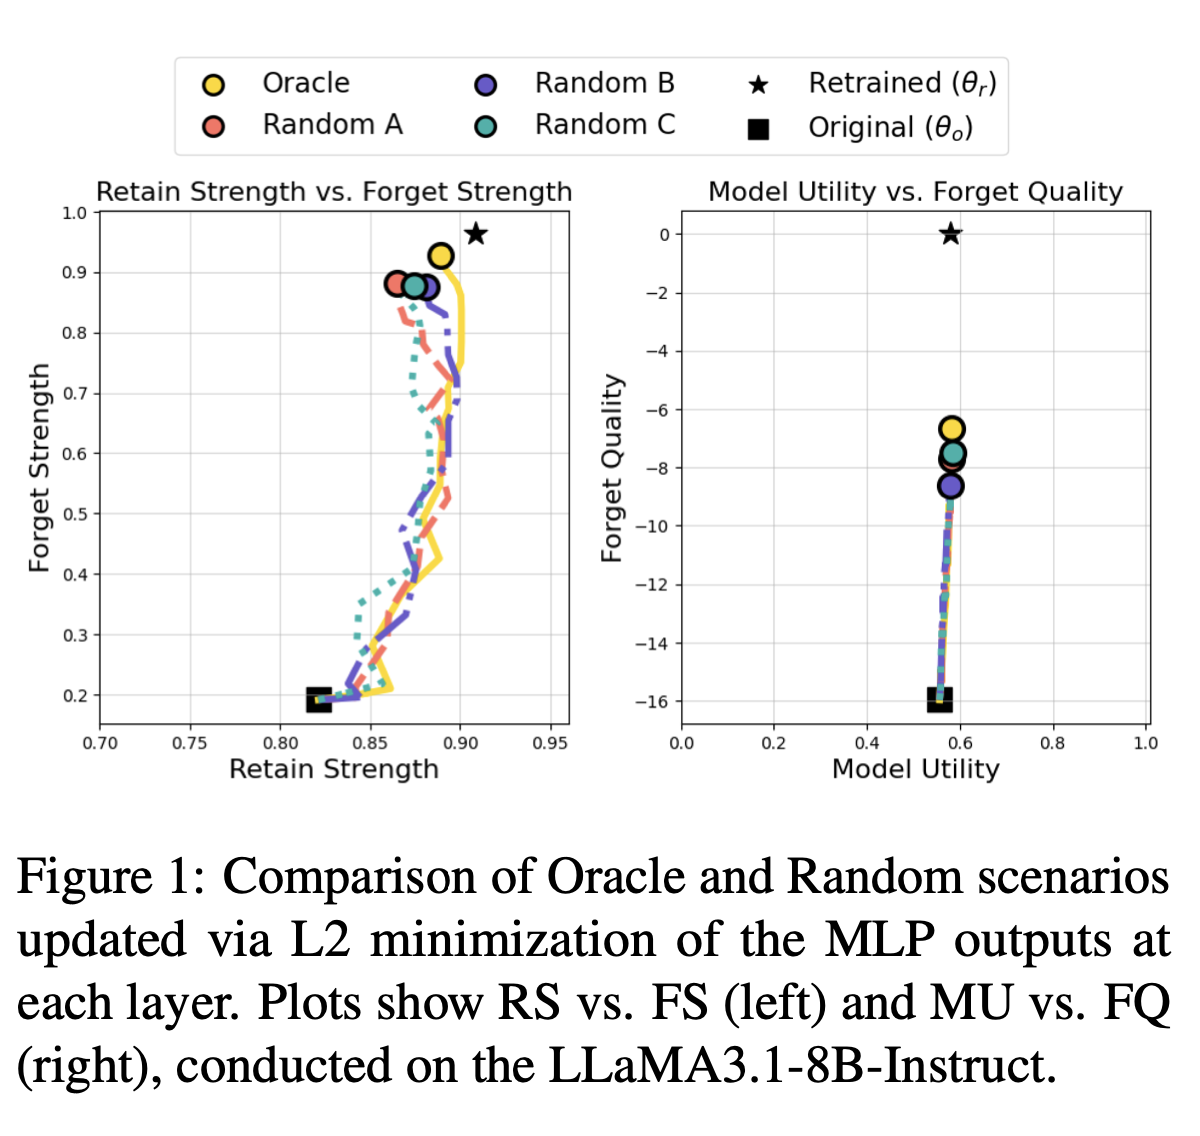 Oracle Random B Retrained (θr)
Random A Random C Original (θo)
Retain Strength vs. Forget Strength
1.0
0.9
0.8
0.7
0.6
0.5
0.4
0.3
0.2
Forget Strength
0.70 0.75 0.80 0.85 0.90 0.95
Retain Strength
Model Utility vs. Forget Quality
0
−2
−4
−6
−8
−10
−12
−14
−16
Forget Quality
0.0 0.2 0.4 0.6 0.8 1.0
Model Utility
Figure 1: Comparison of Oracle and Random scenarios
updated via L2 minimization of the MLP outputs at
each layer. Plots show RS vs. FS (left) and MU vs. FQ
(right), conducted on the LLaMA3.1-8B-Instruct.